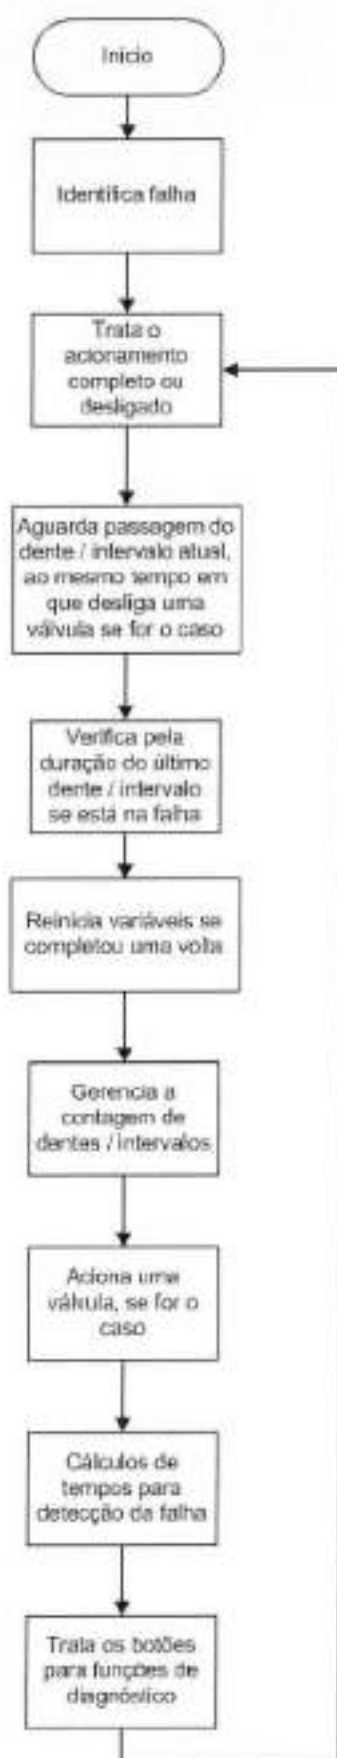 Início
Identifica falha
Trata o
acionamento
completo ou
desligado
Aguarda passagem do
dente / intervalo atual,
ao mesmo tempo em
que desliga uma
válvula se for o caso
Verifica pela
duração do último
dente / intervalo
se está na falha
Reinicia variáveis se
completou uma volta
Gerencia a
contagem de
dentes / intervalos
Aciona uma
válvula, se for o
caso
Cálculos de
tempos para
detecção da falha
Trata os botões
para funções de
diagnóstico